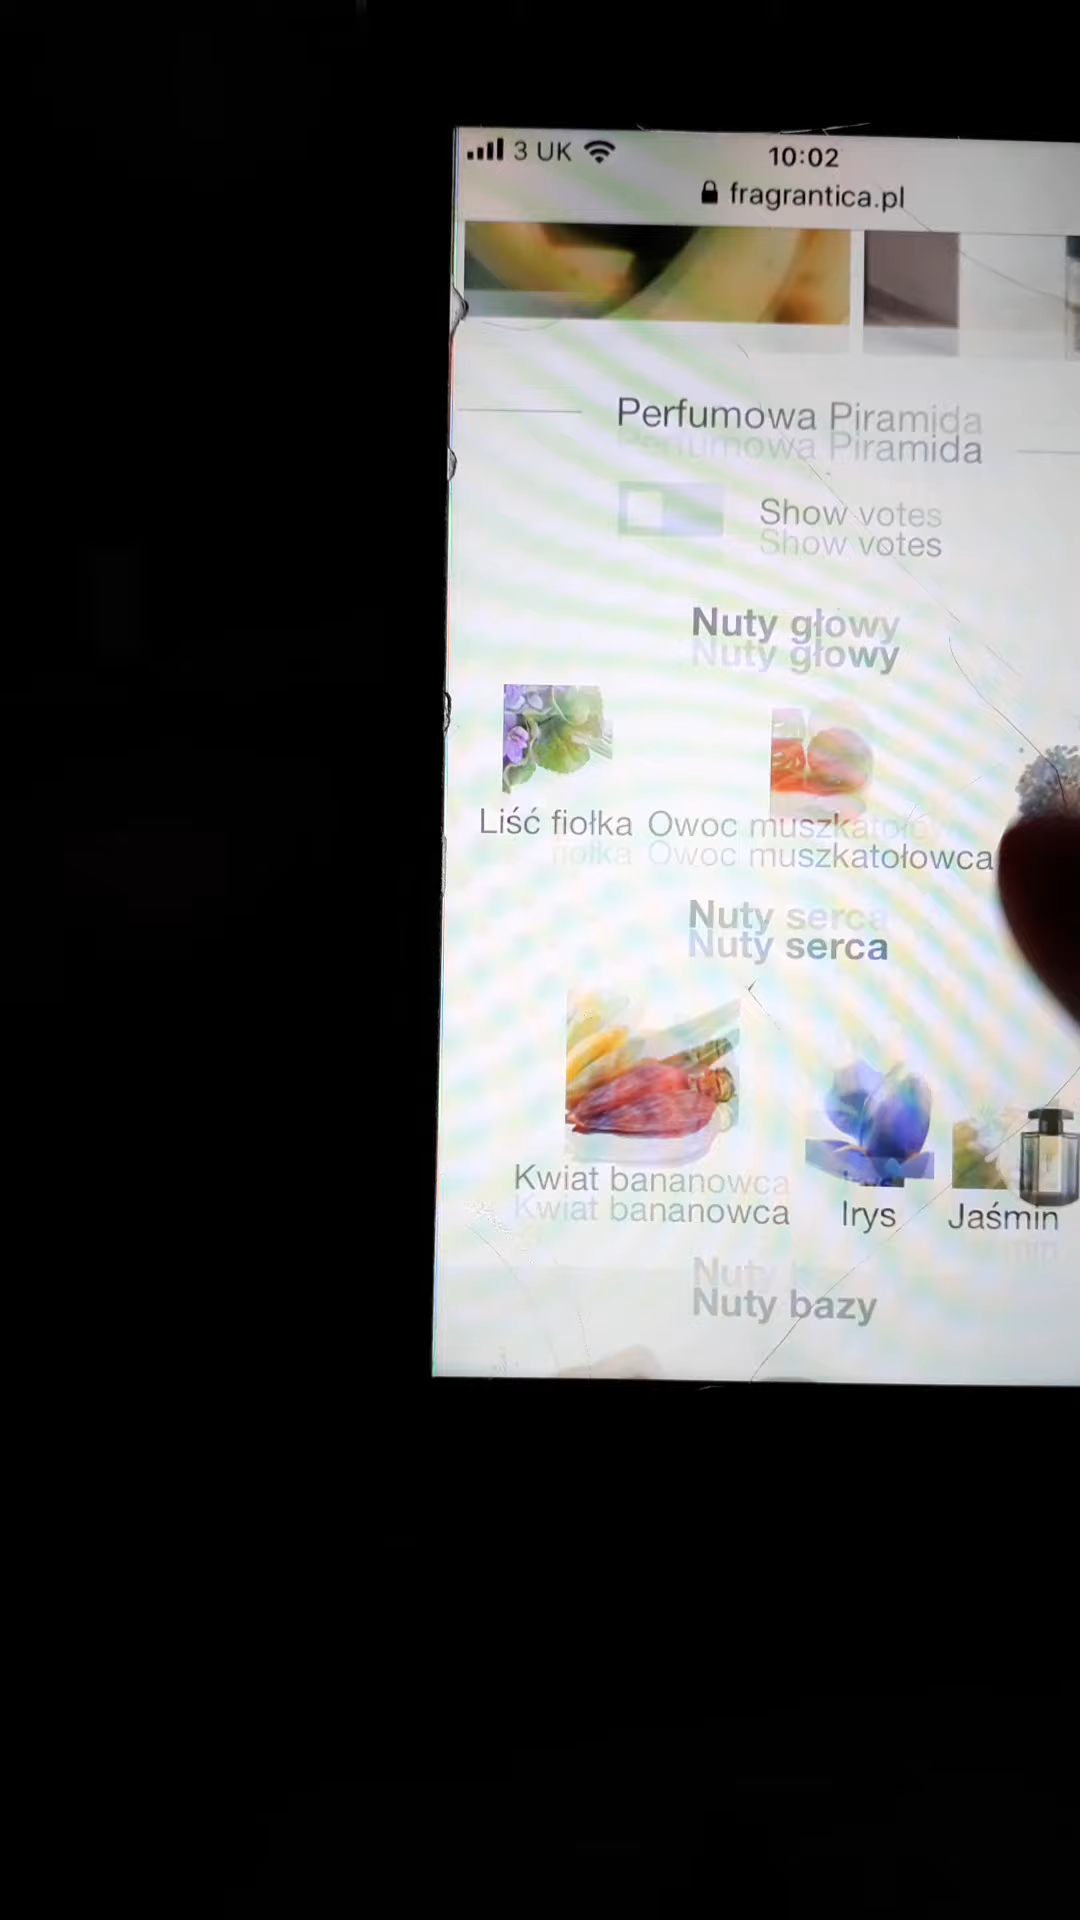 3 UK
10:02
fragrantica.pl
Perfumowa Piramida
Show votes
Nuty głowy
Liść fiołka Owoc muszkatołowca
Nuty serca
Kwiat bananowca Irys Jaśmin
Nuty bazy